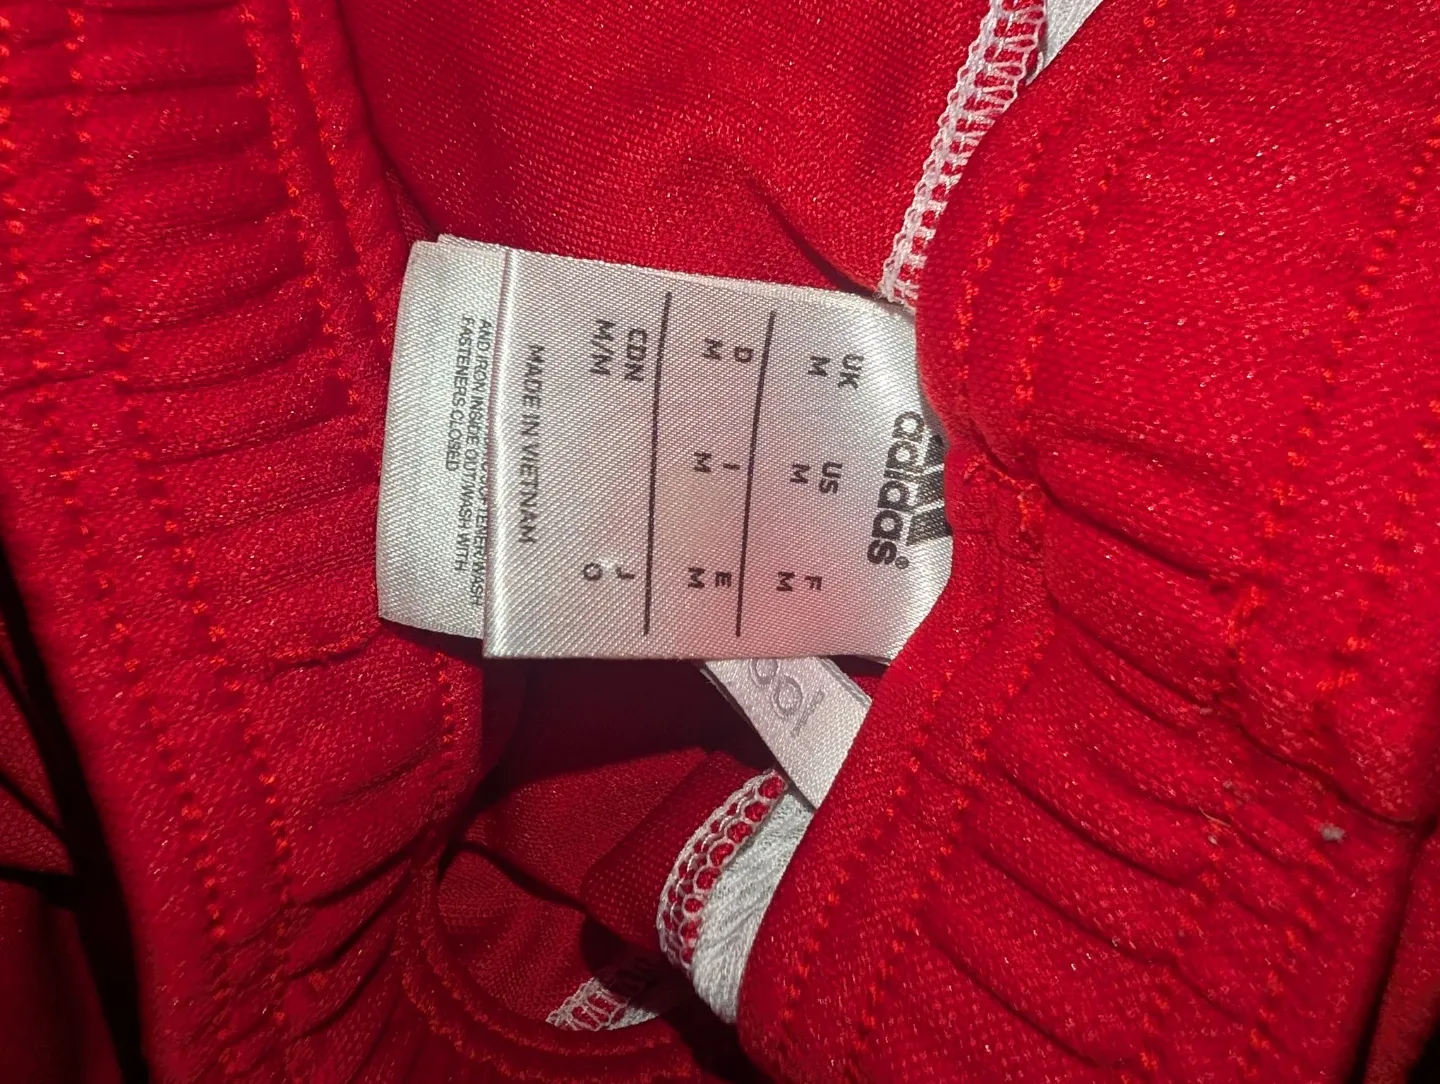 adidas®
UK US F
M M M
D I E
M M M
CDN J
M/M O
MADE IN VIETNAM
AND IRON INSIDE OUT/WASH WITH
FASTENERS CLOSED